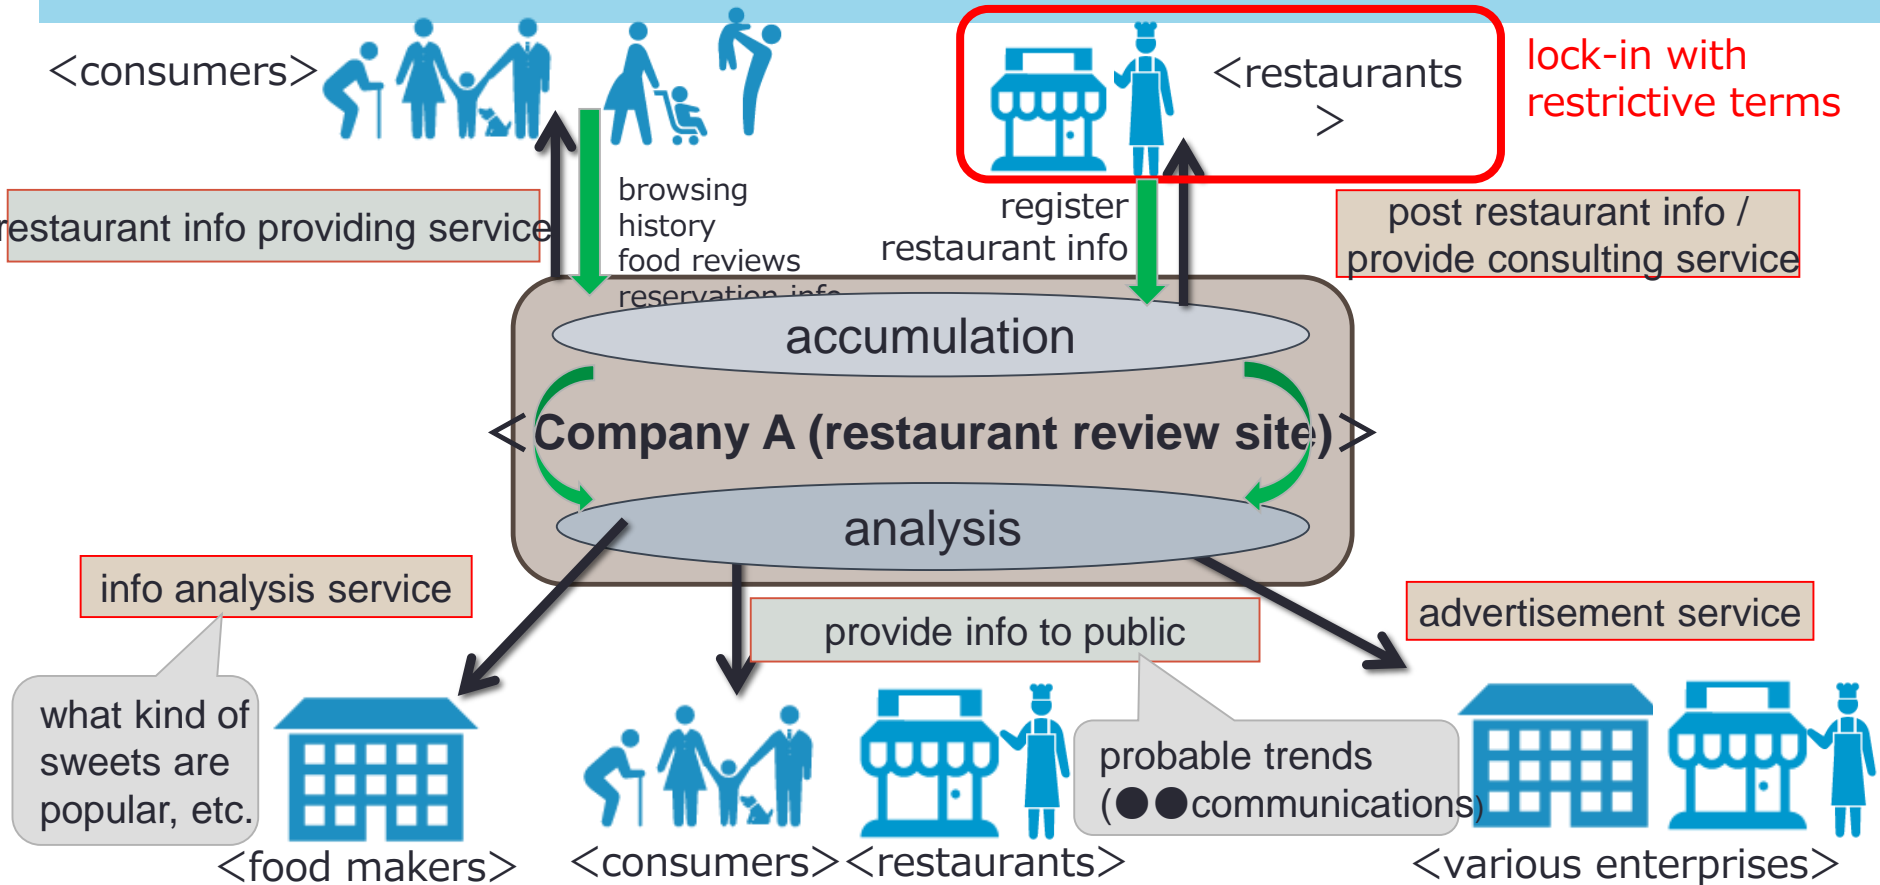 <consumers>
<restaurants
>
lock-in with
restrictive terms
restaurant info providing service
browsing
history
food reviews
reservation info
register
restaurant info
post restaurant info /
provide consulting service
accumulation
<Company A (restaurant review site)>
analysis
info analysis service
provide info to public
advertisement service
what kind of
sweets are
popular, etc.
probable trends
(●●communications)
<food makers>
<consumers>
<restaurants>
<various enterprises>